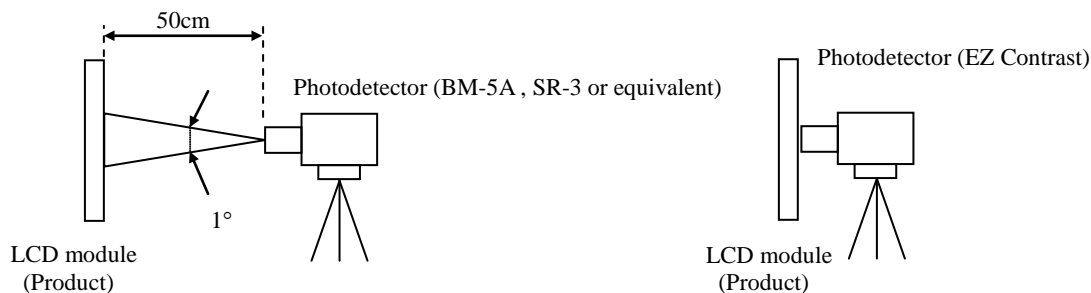 50cm
Photodetector (BM-5A , SR-3 or equivalent)
1°
LCD module
(Product)
Photodetector (EZ Contrast)
LCD module
(Product)